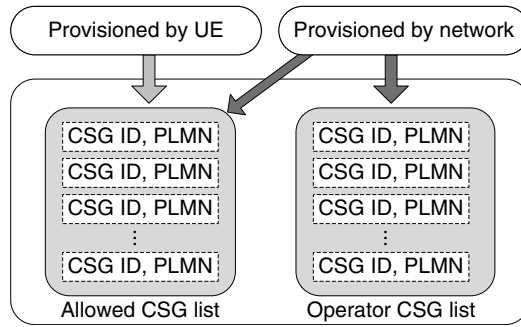 Provisioned by UE
Provisioned by network
CSG ID, PLMN
CSG ID, PLMN
CSG ID, PLMN
⋮
CSG ID, PLMN
Allowed CSG list
CSG ID, PLMN
CSG ID, PLMN
CSG ID, PLMN
⋮
CSG ID, PLMN
Operator CSG list